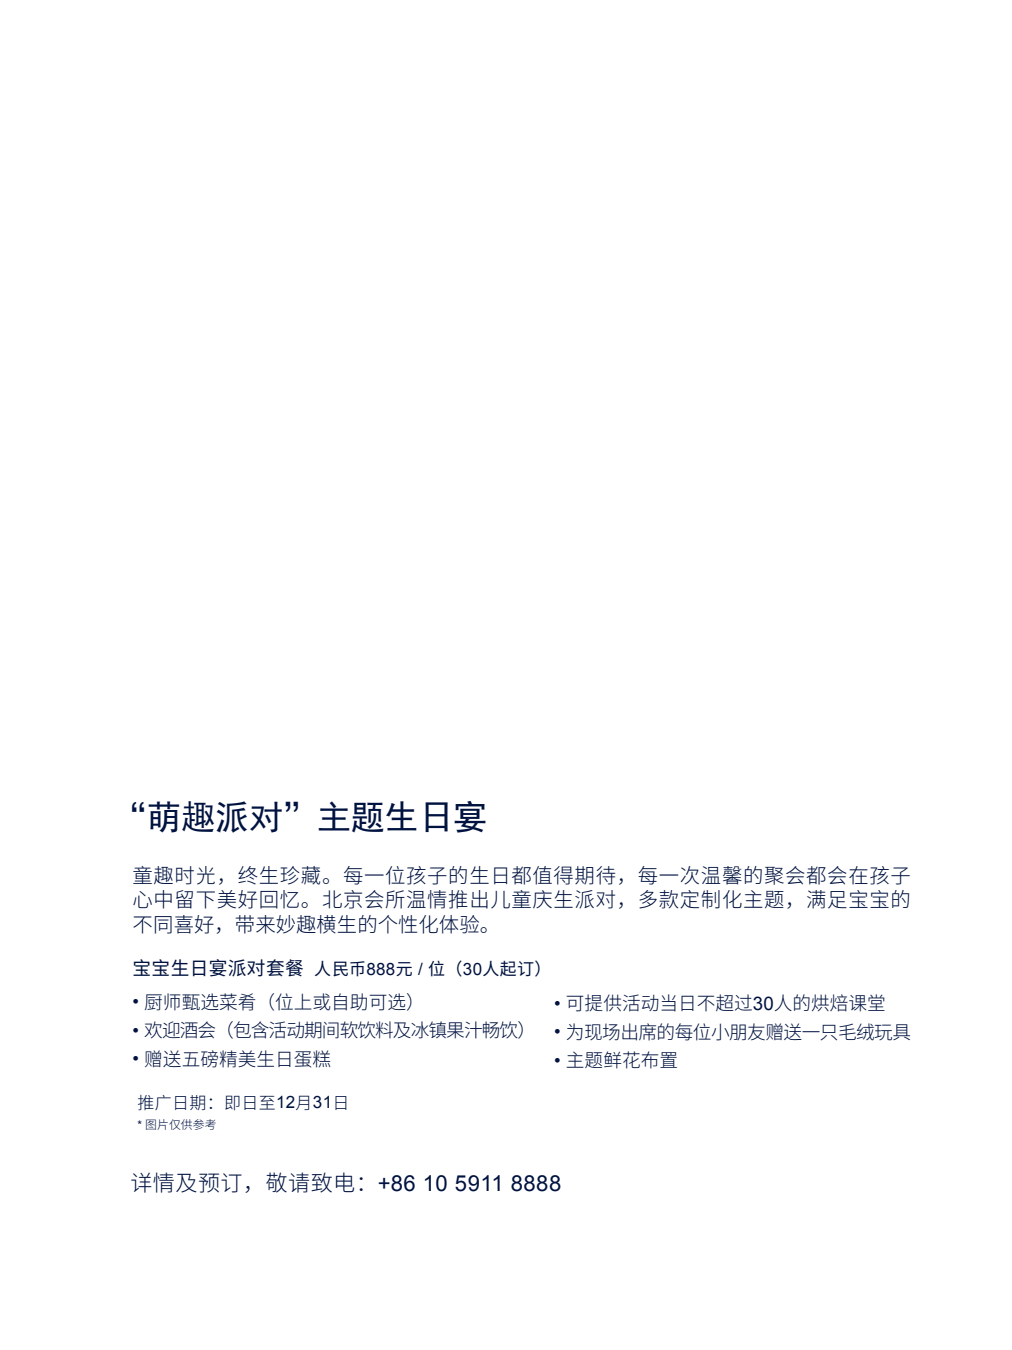 “萌趣派对” 主题生日宴
童趣时光，终生珍藏。每一位孩子的生日都值得期待，每一次温馨的聚会都会在孩子
心中留下美好回忆。北京会所温情推出儿童庆生派对，多款定制化主题，满足宝宝的
不同喜好，带来妙趣横生的个性化体验。
宝宝生日宴派对套餐 人民币888元 / 位（30人起订）
• 厨师甄选菜肴（位上或自助可选）
• 欢迎酒会（包含活动期间软饮料及冰镇果汁畅饮）
• 赠送五磅精美生日蛋糕
• 可提供活动当日不超过30人的烘焙课堂
• 为现场出席的每位小朋友赠送一只毛绒玩具
• 主题鲜花布置
推广日期：即日至12月31日
* 图片仅供参考
详情及预订，敬请致电：+86 10 5911 8888